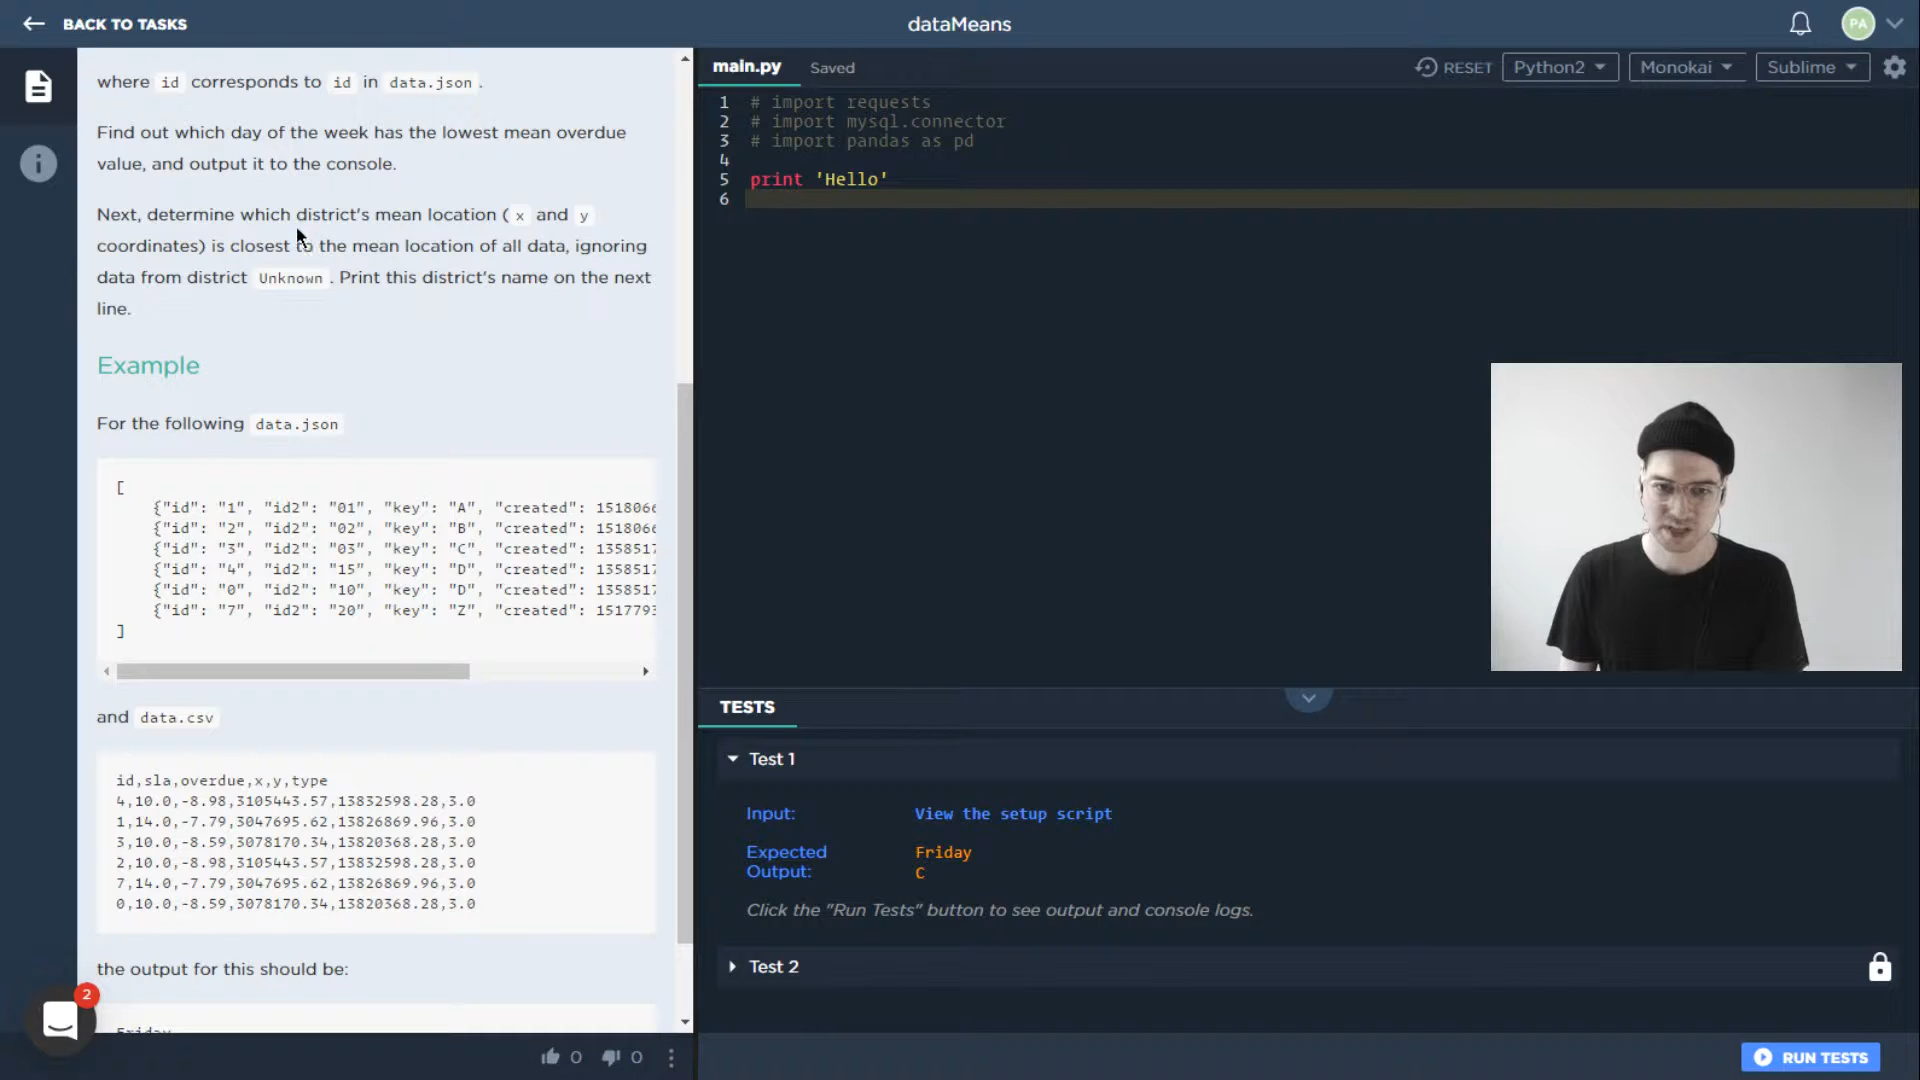 BACK TO TASKS
dataMeans
PA
where id corresponds to id in data.json.
Find out which day of the week has the lowest mean overdue
value, and output it to the console.
Next, determine which district's mean location (x and y
coordinates) is closest to the mean location of all data, ignoring
data from district Unknown. Print this district's name on the next
line.
Example
For the following data.json
[
{"id": "1", "id2": "01", "key": "A", "created": 151806
{"id": "2", "id2": "02", "key": "B", "created": 151806
{"id": "3", "id2": "03", "key": "C", "created": 135851
{"id": "4", "id2": "15", "key": "D", "created": 135851
{"id": "0", "id2": "10", "key": "D", "created": 135851
{"id": "7", "id2": "20", "key": "Z", "created": 151779
]
and data.csv
id,sla,overdue,x,y,type
4,10.0,-8.98,3105443.57,13832598.28,3.0
1,14.0,-7.79,3047695.62,13826869.96,3.0
3,10.0,-8.59,3078170.34,13820368.28,3.0
2,10.0,-8.98,3105443.57,13832598.28,3.0
7,14.0,-7.79,3047695.62,13826869.96,3.0
0,10.0,-8.59,3078170.34,13820368.28,3.0
the output for this should be:
2
0 0
main.py Saved
RESET Python2 Monokai Sublime
1 # import requests
2 # import mysql.connector
3 # import pandas as pd
4
5 print 'Hello'
6
TESTS
Test 1
Input: View the setup script
Expected Friday
Output: C
Click the "Run Tests" button to see output and console logs.
Test 2
RUN TESTS